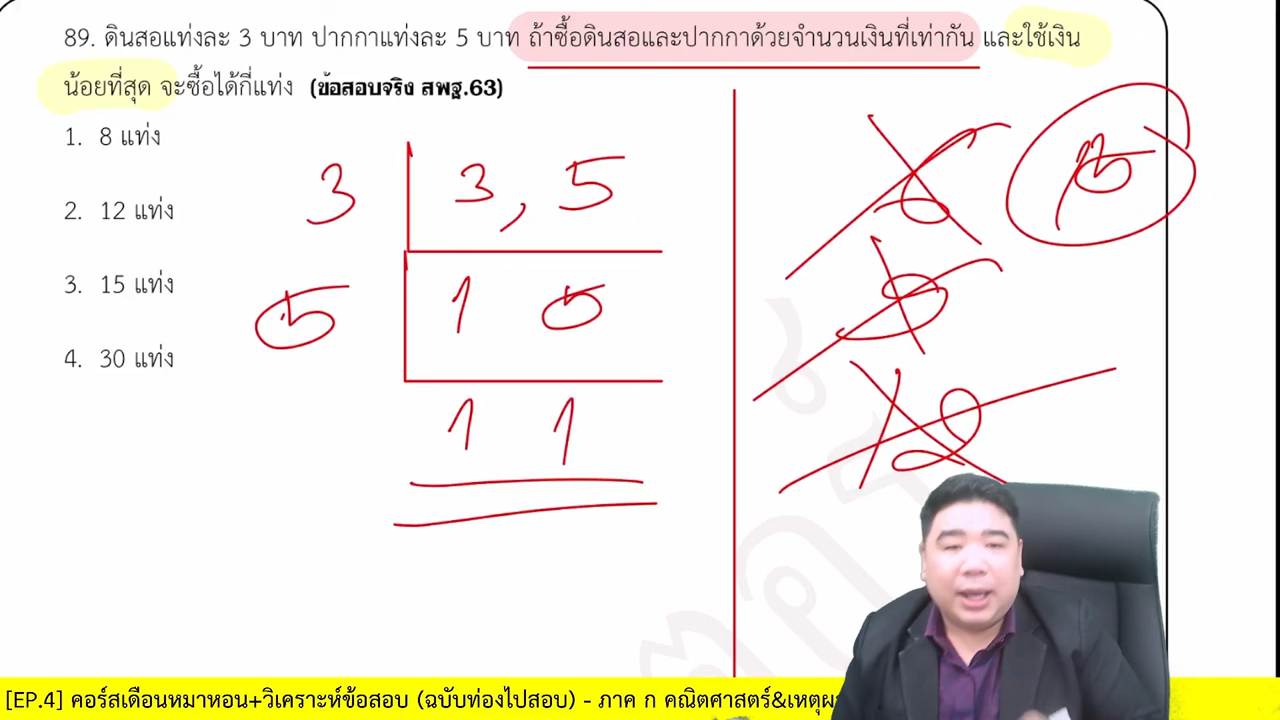 89. ดินสอแท่งละ 3 บาท ปากกาแท่งละ 5 บาท ถ้าซื้อดินสอและปากกาด้วยจำนวนเงินที่เท่ากัน และใช้เงิน
น้อยที่สุด จะซื้อได้กี่แท่ง (ข้อสอบจริง สพฐ.63)
1. 8 แท่ง
2. 12 แท่ง
3. 15 แท่ง
4. 30 แท่ง
3 3, 5
5 1 5
1 1
15
12
[EP.4] คอร์สเดือนหมาหอน+วิเคราะห์ข้อสอบ (ฉบับท่องไปสอบ) - ภาค ก คณิตศาสตร์&เหตุผ